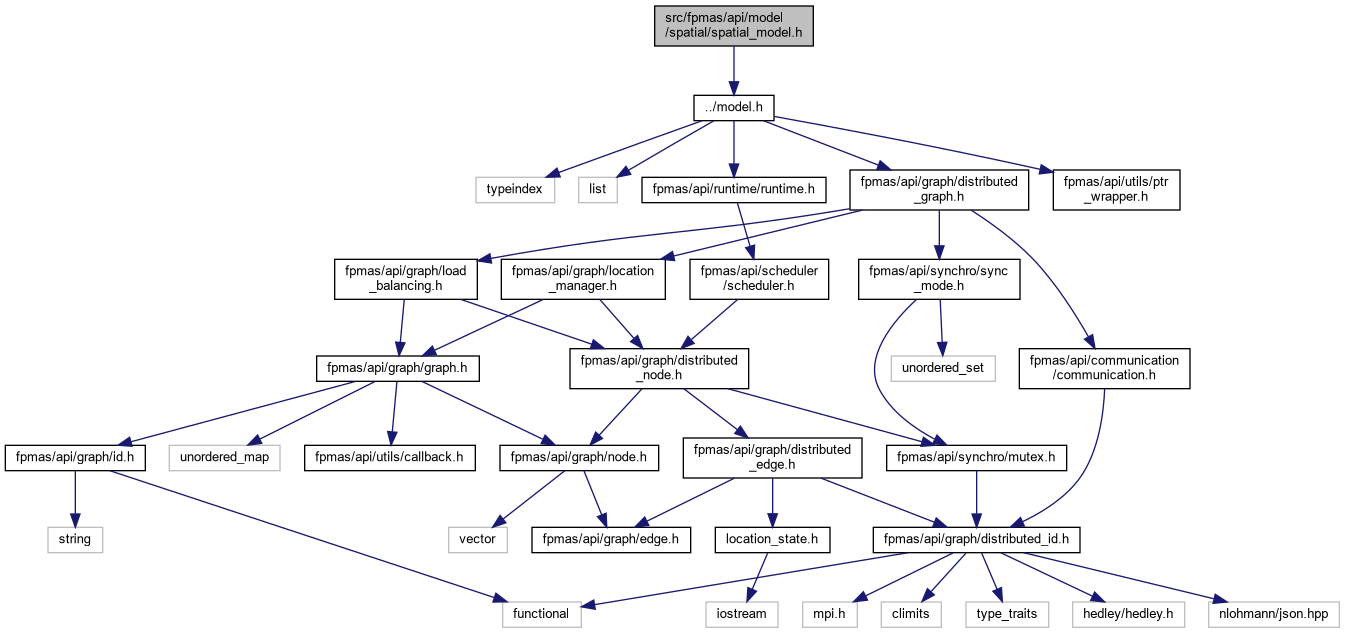 src/fpmas/api/model
/spatial/spatial_model.h
../model.h
typeindex
list
fpmas/api/runtime/runtime.h
fpmas/api/graph/distributed
_graph.h
fpmas/api/utils/ptr
_wrapper.h
fpmas/api/graph/load
_balancing.h
fpmas/api/graph/location
_manager.h
fpmas/api/scheduler
/scheduler.h
fpmas/api/synchro/sync
_mode.h
fpmas/api/graph/graph.h
fpmas/api/graph/distributed
_node.h
unordered_set
fpmas/api/communication
/communication.h
fpmas/api/graph/id.h
unordered_map
fpmas/api/utils/callback.h
fpmas/api/graph/node.h
fpmas/api/graph/distributed
_edge.h
fpmas/api/synchro/mutex.h
string
vector
fpmas/api/graph/edge.h
location_state.h
fpmas/api/graph/distributed_id.h
functional
iostream
mpi.h
climits
type_traits
hedley/hedley.h
nlohmann/json.hpp